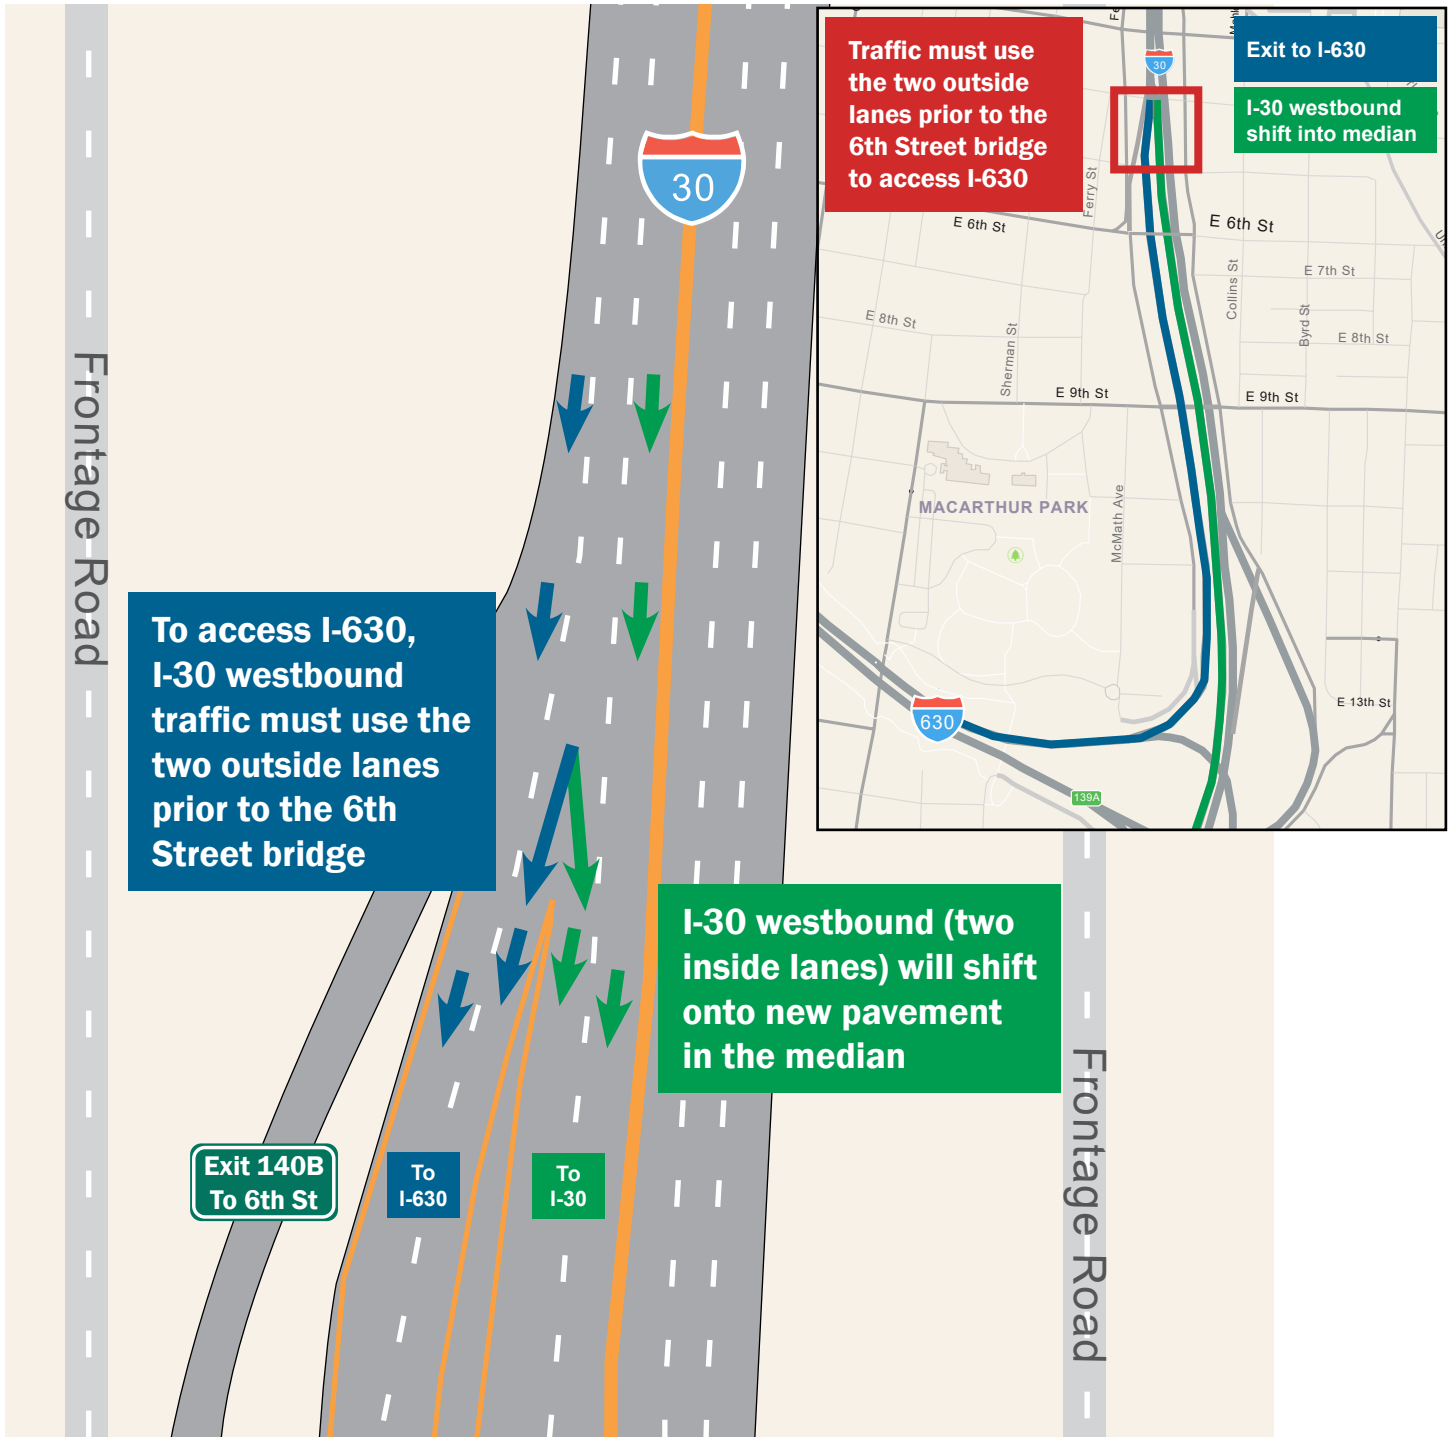 Frontage Road
30
To access I-630,
I-30 westbound
traffic must use the
two outside lanes
prior to the 6th
Street bridge
I-30 westbound (two
inside lanes) will shift
onto new pavement
in the median
Exit 140B
To 6th St
To
I-630
To
I-30
Frontage Road
Traffic must use
the two outside
lanes prior to the
6th Street bridge
to access I-630
Exit to I-630
I-30 westbound
shift into median
30
Ferry St
E 6th St
E 6th St
Collins St
E 7th St
Byrd St
E 8th St
E 8th St
Sherman St
E 9th St
E 9th St
MACARTHUR PARK
McMath Ave
630
139A
E 13th St